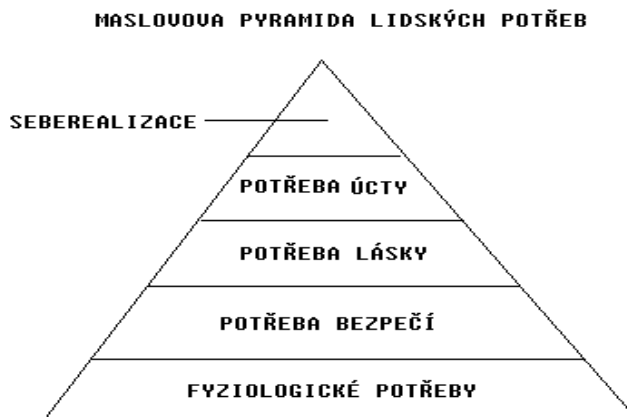 MASLOVOVA PYRAMIDA LIDSKÝCH POTŘEB
SEBEREALIZACE
POTŘEBA ÚCTY
POTŘEBA LÁSKY
POTŘEBA BEZPEČÍ
FYZIOLOGICKÉ POTŘEBY